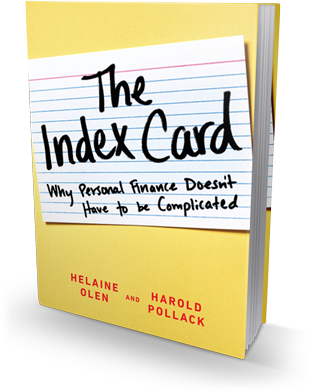 The
Index Card
Why Personal Finance Doesn't
Have to be Complicated
HELAINE
OLEN
AND
HAROLD
POLLACK